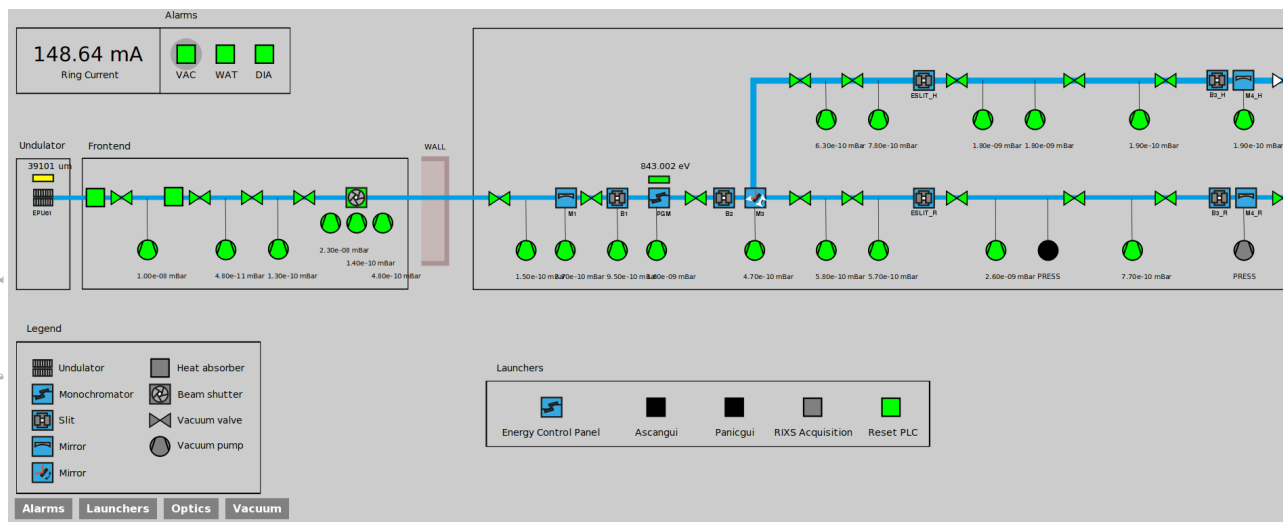 Alarms
148.64 mA
Ring Current
VAC WAT DIA
Undulator Frontend
WALL
39101 um
EPU61
1.00e-08 mBar
4.80e-11 mBar
1.30e-10 mBar
2.30e-08 mBar
1.40e-10 mBar
4.80e-10 mBar
843.002 eV
M1
B1
PGM
B2
M3
ESLIT_H
B3_H
M4_H
6.30e-10 mBar
7.80e-10 mBar
1.80e-09 mBar
1.80e-09 mBar
1.90e-10 mBar
1.90e-10 mBar
ESLIT_R
B3_R
M4_R
1.50e-10 mBar
9.50e-10 mBar
4.70e-10 mBar
5.80e-10 mBar
5.70e-10 mBar
2.60e-09 mBar
PRESS
7.70e-10 mBar
PRESS
Legend
Undulator
Heat absorber
Monochromator
Beam shutter
Slit
Vacuum valve
Mirror
Vacuum pump
Mirror
Launchers
Energy Control Panel
Ascangui
Panicgui
RIXS Acquisition
Reset PLC
Alarms Launchers Optics Vacuum